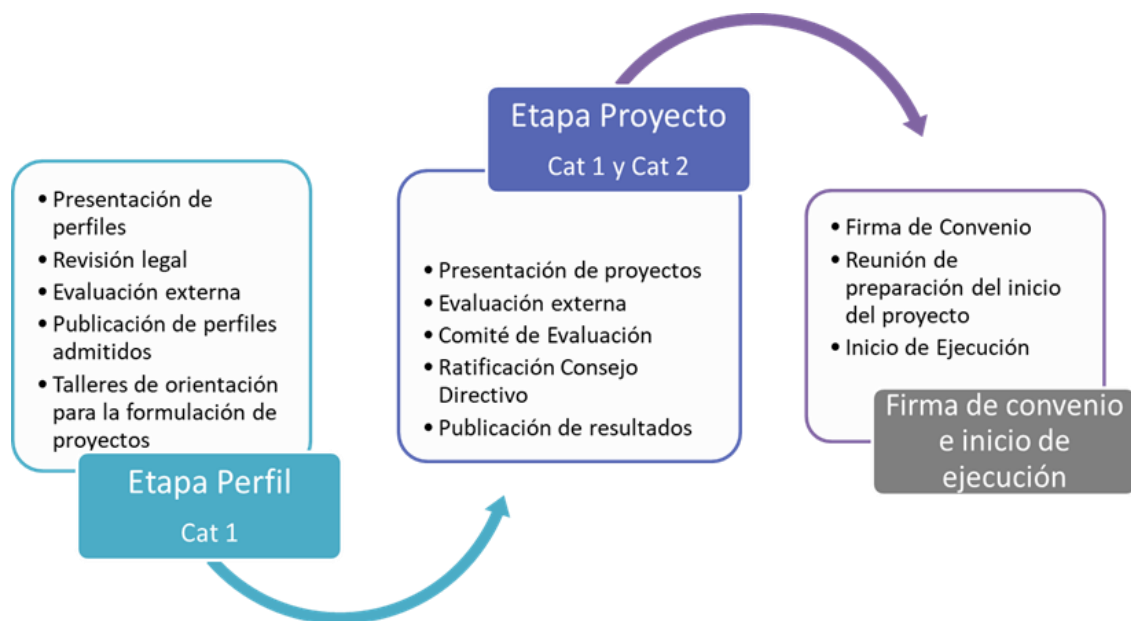 • Presentación de
perfiles
• Revisión legal
• Evaluación externa
• Publicación de perfiles
admitidos
• Talleres de orientación
para la formulación de
proyectos
Etapa Perfil
Cat 1
Etapa Proyecto
Cat 1 y Cat 2
• Presentación de proyectos
• Evaluación externa
• Comité de Evaluación
• Ratificación Consejo
Directivo
• Publicación de resultados
• Firma de Convenio
• Reunión de
preparación del inicio
del proyecto
• Inicio de Ejecución
Firma de convenio
e inicio de
ejecución